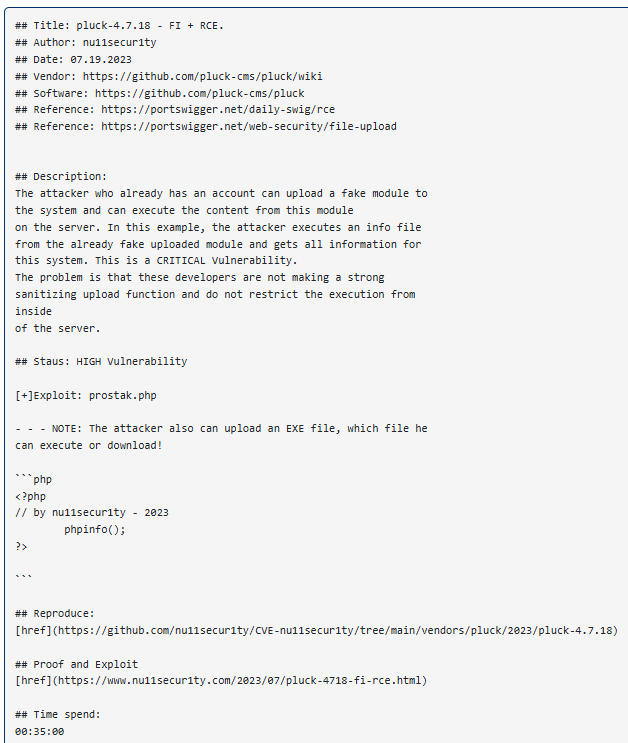 ## Title: pluck-4.7.18 - FI + RCE.
## Author: nu11secur1ty
## Date: 07.19.2023
## Vendor: https://github.com/pluck-cms/pluck/wiki
## Software: https://github.com/pluck-cms/pluck
## Reference: https://portswigger.net/daily-swig/rce
## Reference: https://portswigger.net/web-security/file-upload
## Description:
The attacker who already has an account can upload a fake module to
the system and can execute the content from this module
on the server. In this example, the attacker executes an info file
from the already fake uploaded module and gets all information for
this system. This is a CRITICAL Vulnerability.
The problem is that these developers are not making a strong
sanitizing upload function and do not restrict the execution from
inside
of the server.
## Staus: HIGH Vulnerability
[+]Exploit: prostak.php
- - - NOTE: The attacker also can upload an EXE file, which file he
can execute or download!
```php
<?php
// by nu11secur1ty - 2023
phpinfo();
?>
```
## Reproduce:
[href](https://github.com/nu11secur1ty/CVE-nu11secur1ty/tree/main/vendors/pluck/2023/pluck-4.7.18)
## Proof and Exploit
[href](https://www.nu11secur1ty.com/2023/07/pluck-4718-fi-rce.html)
## Time spend:
00:35:00